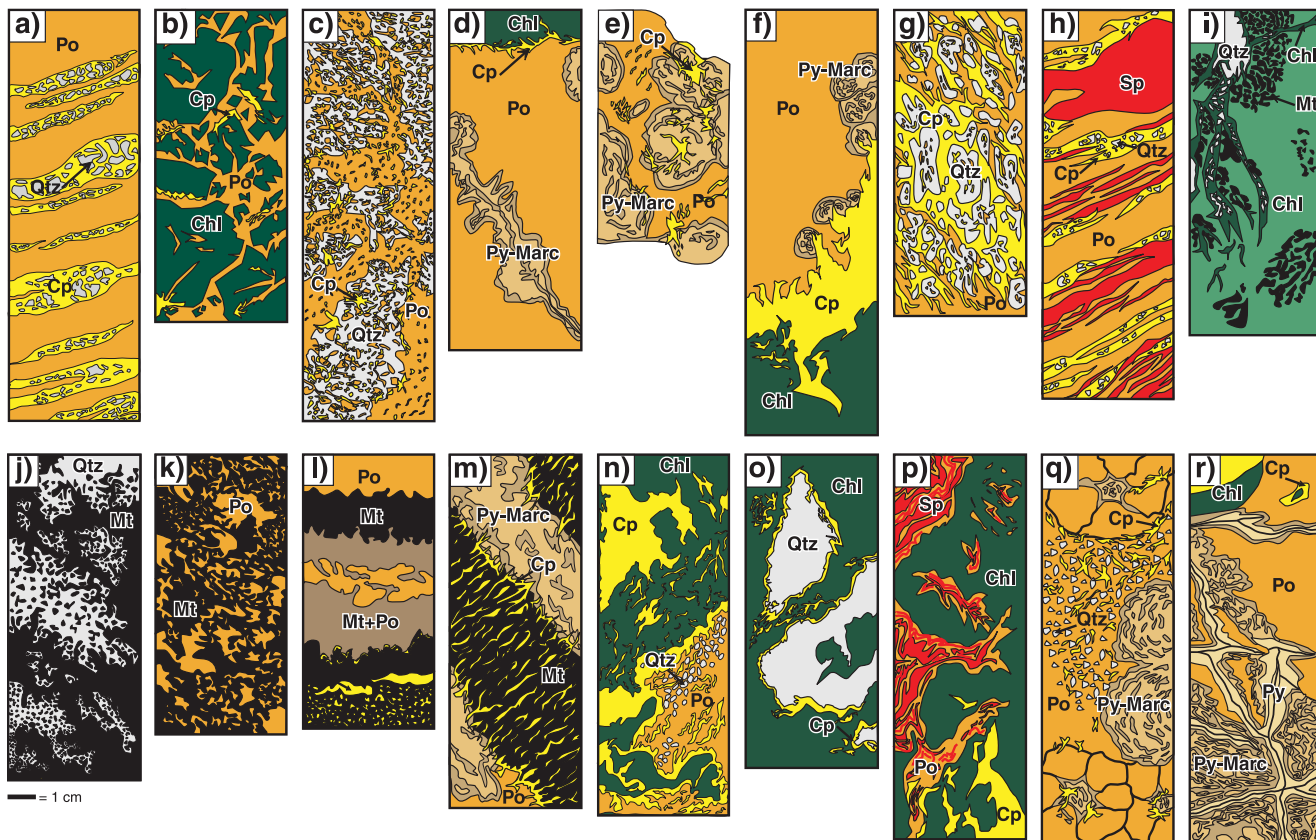 a)
Po
Qtz
Cp
b)
Cp
Po
Chl
c)
Cp
Po
Qtz
d)
Chl
Cp
Po
Py-Marc
e)
Cp
Py-Marc
Po
f)
Py-Marc
Po
Cp
Chl
g)
Cp
Qtz
Po
h)
Sp
Qtz
Cp
Po
i)
Qtz
Chl
Mt
Chl
j)
Qtz
Mt
k)
Po
Mt
l)
Po
Mt
Mt+Po
m)
Py-Marc
Cp
Mt
Po
n)
Chl
Cp
Qtz
Po
o)
Chl
Qtz
Cp
p)
Sp
Chl
Po
Cp
q)
Cp
Qtz
Po
Py-Marc
r)
Cp
Chl
Po
Py
Py-Marc
= 1 cm